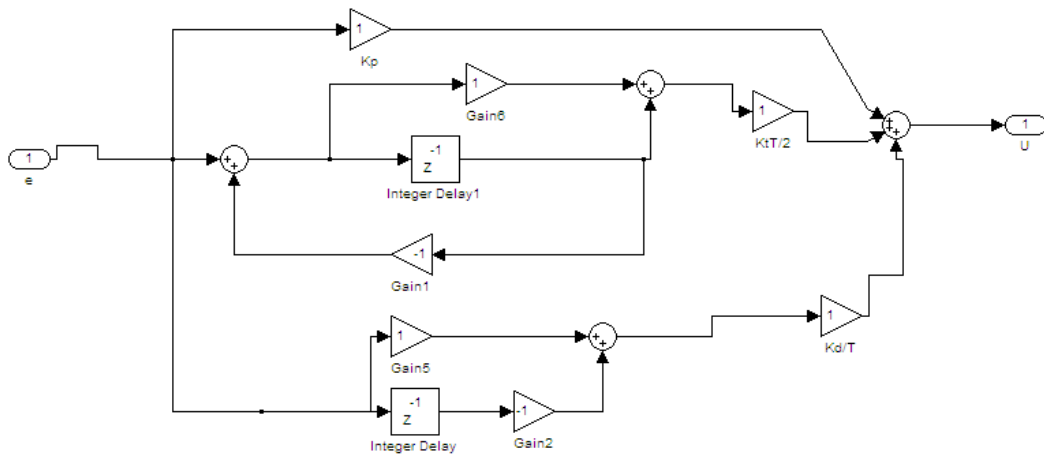 1
Kp
1
Gain6
++
1
KtT/2
+
+
+
1
U
1
e
++
-1
Z
Integer Delay1
-1
Gain1
1
Gain5
++
1
Kd/T
-1
Z
Integer Delay
-1
Gain2